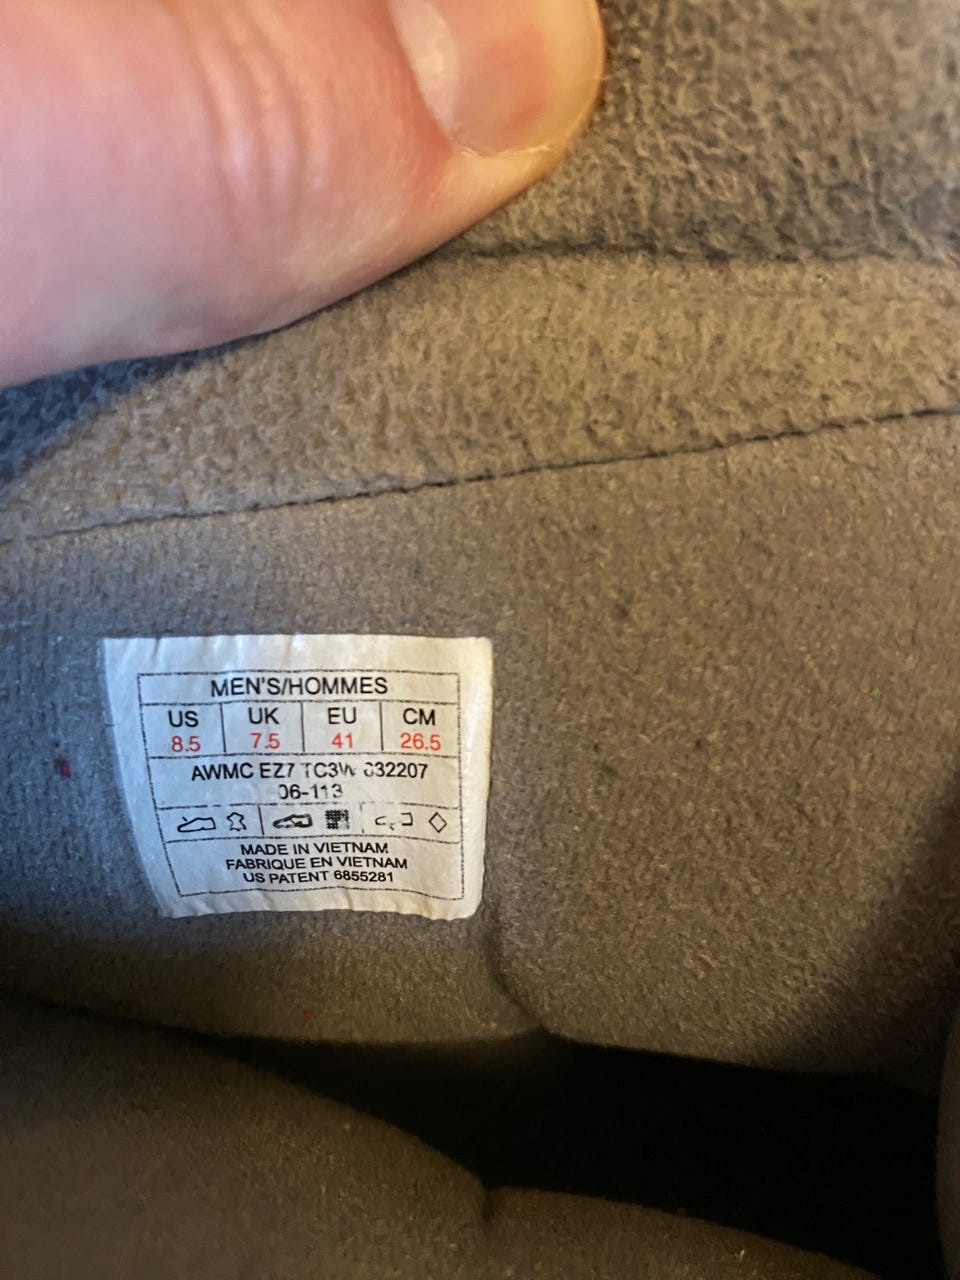 MEN'S/HOMMES
US UK EU CM
8.5 7.5 41 26.5
AWMC EZ7 TC3W 032207
06-113
MADE IN VIETNAM
FABRIQUE EN VIETNAM
US PATENT 6855281